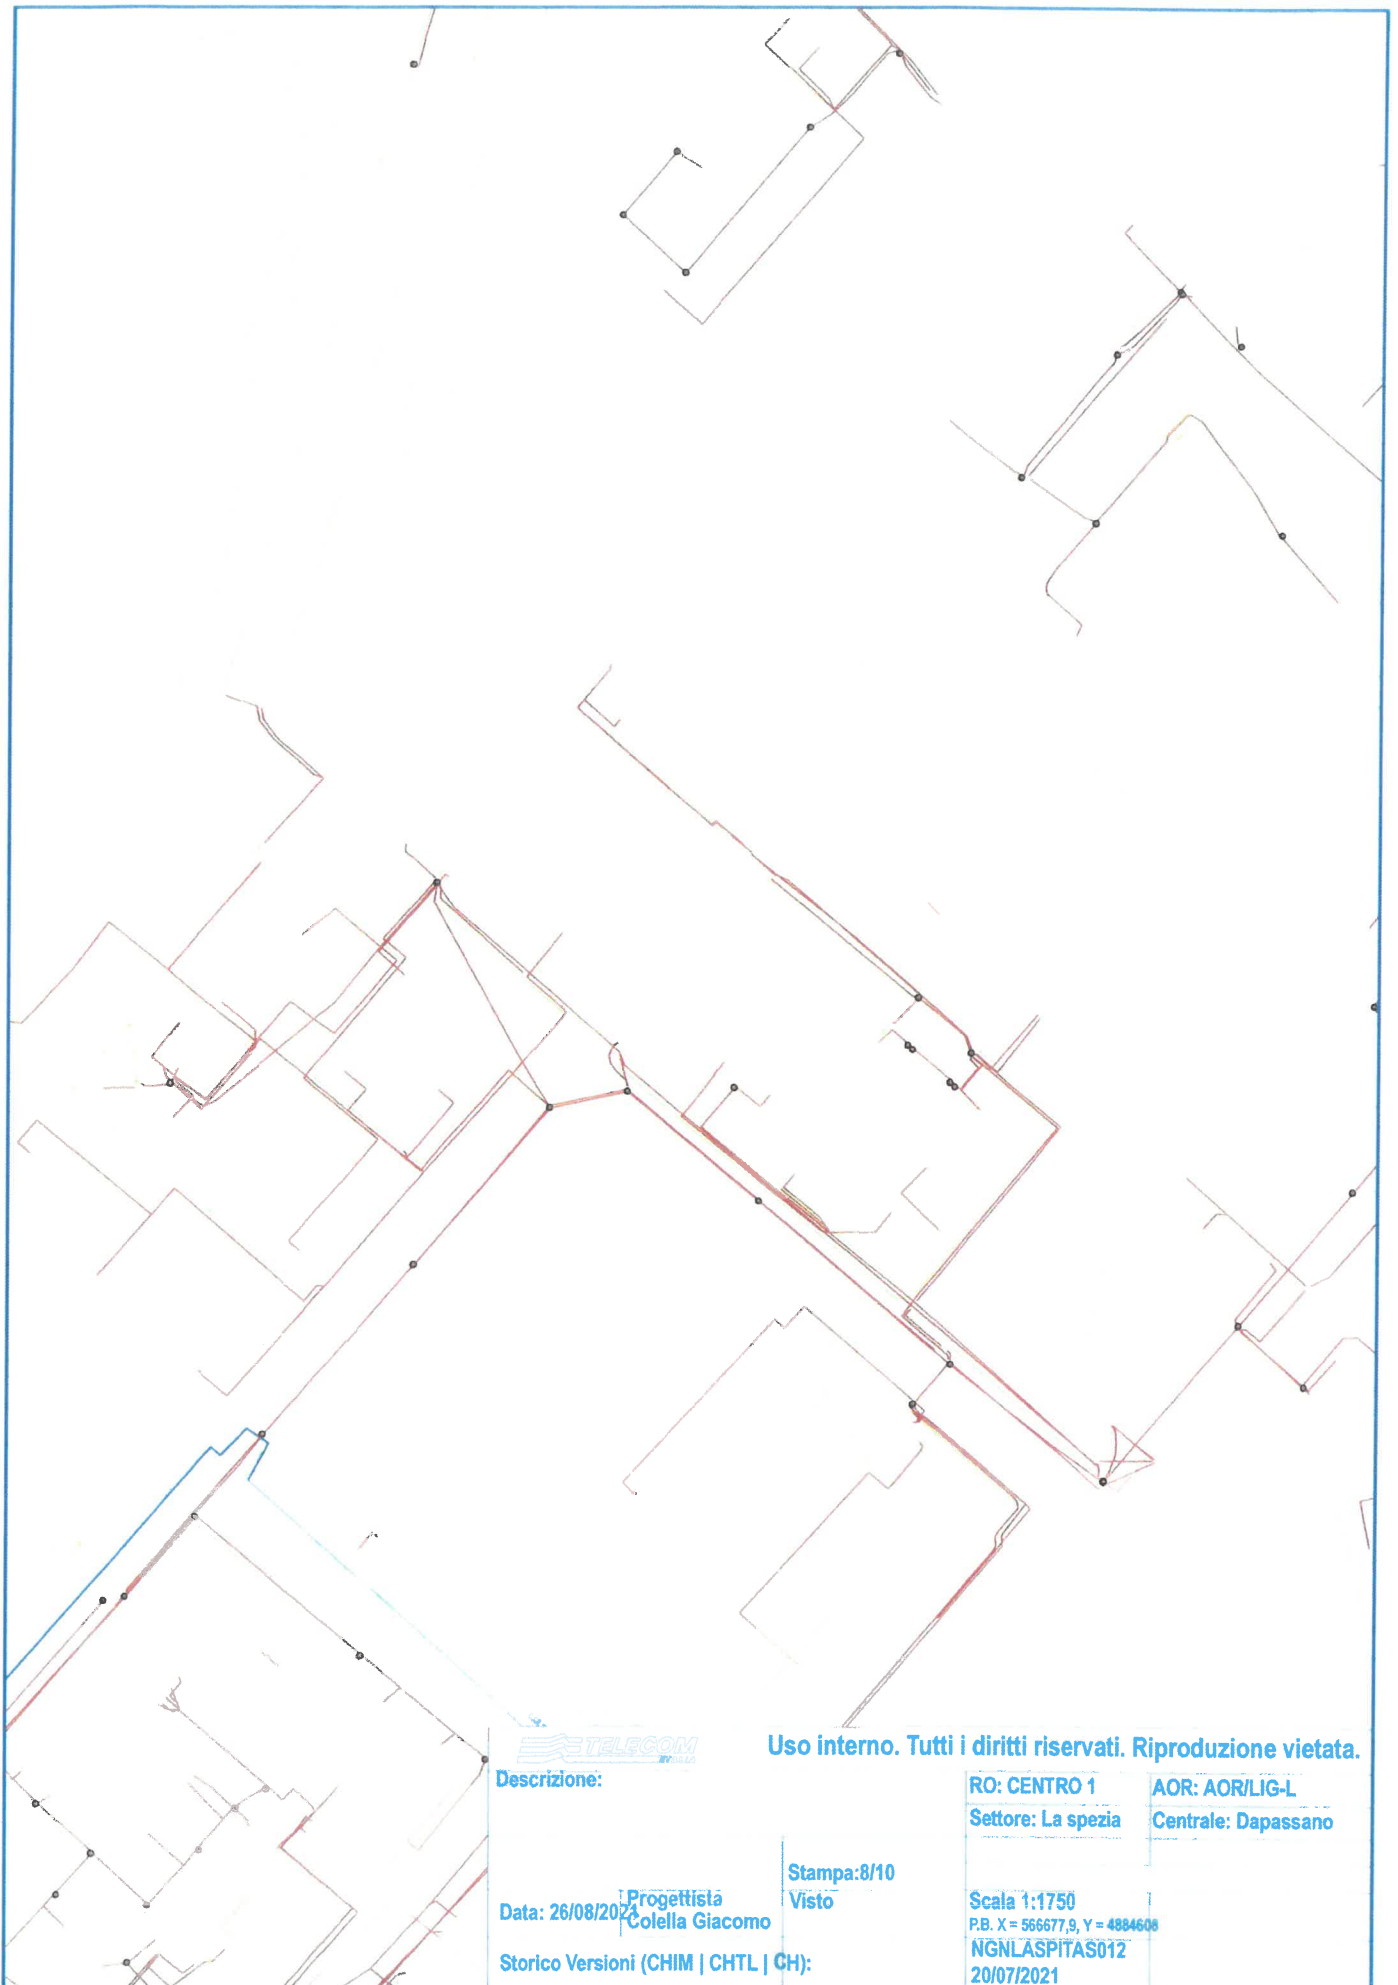 TELECOM
ITALIA
Uso interno. Tutti i diritti riservati. Riproduzione vietata.
Descrizione:
RO: CENTRO 1
AOR: AOR/LIG-L
Settore: La spezia
Centrale: Dapassano
Stampa:8/10
Data: 26/08/2021
Progettista
Colella Giacomo
Visto
Scala 1:1750
P.B. X = 566677,9, Y = 4884608
Storico Versioni (CHIM | CHTL | CH):
NGNLASPITAS012
20/07/2021